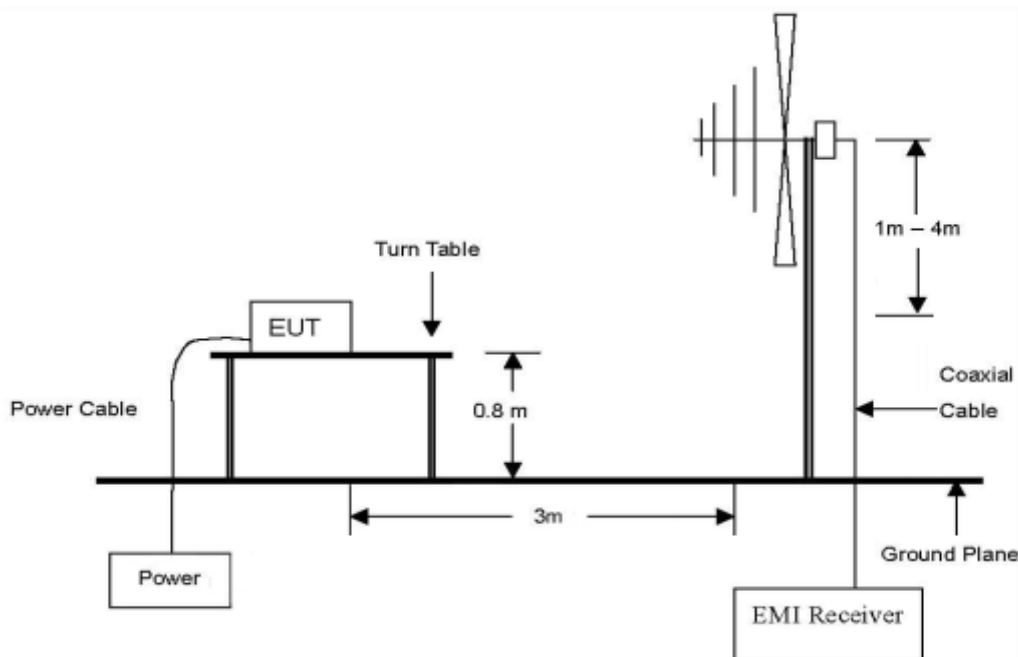 1m – 4m
Turn Table
EUT
Power Cable
0.8 m
Coaxial
Cable
3m
Ground Plane
Power
EMI Receiver